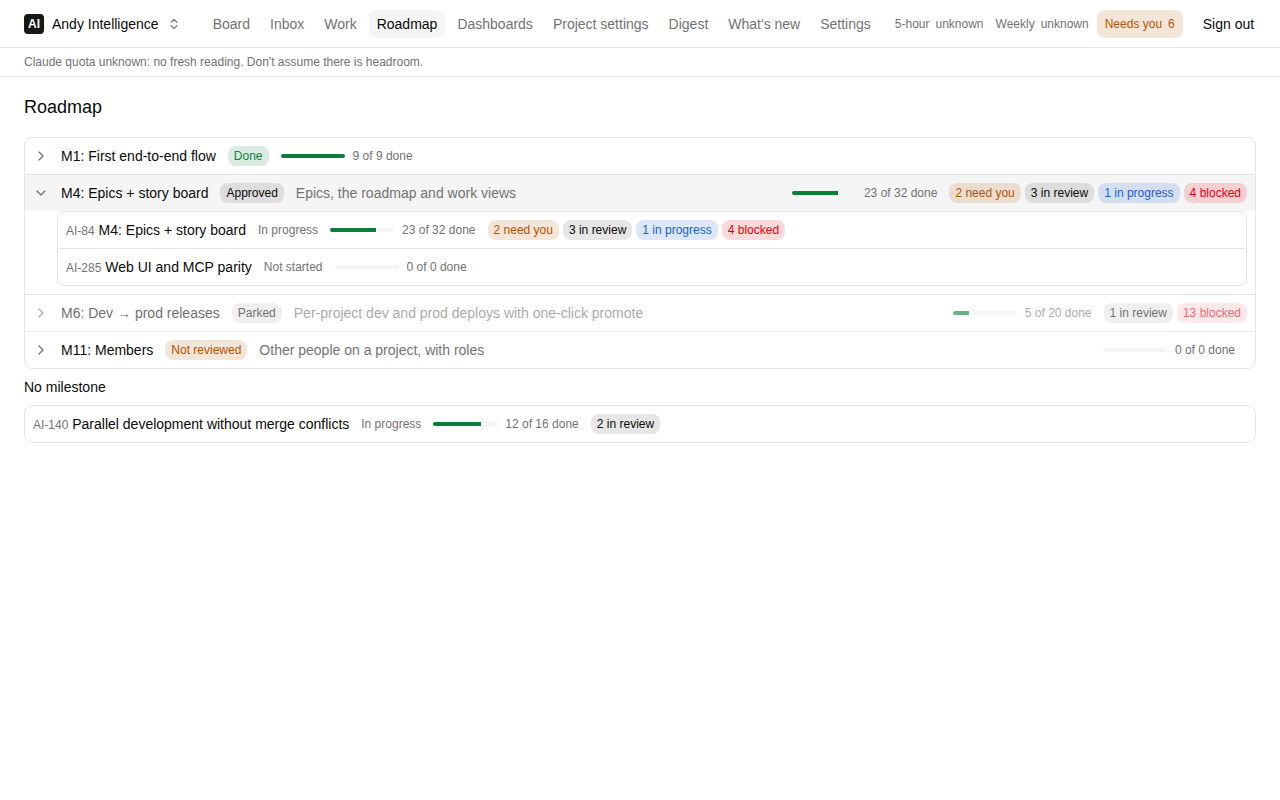 AI Andy Intelligence Board Inbox Work Roadmap Dashboards Project settings Digest What's new Settings 5-hour unknown Weekly unknown Needs you 6 Sign out
Claude quota unknown: no fresh reading. Don't assume there is headroom.
Roadmap
M1: First end-to-end flow Done 9 of 9 done
M4: Epics + story board Approved Epics, the roadmap and work views 23 of 32 done 2 need you 3 in review 1 in progress 4 blocked
AI-84 M4: Epics + story board In progress 23 of 32 done 2 need you 3 in review 1 in progress 4 blocked
AI-285 Web UI and MCP parity Not started 0 of 0 done
M6: Dev → prod releases Parked Per-project dev and prod deploys with one-click promote 5 of 20 done 1 in review 13 blocked
M11: Members Not reviewed Other people on a project, with roles 0 of 0 done
No milestone
AI-140 Parallel development without merge conflicts In progress 12 of 16 done 2 in review